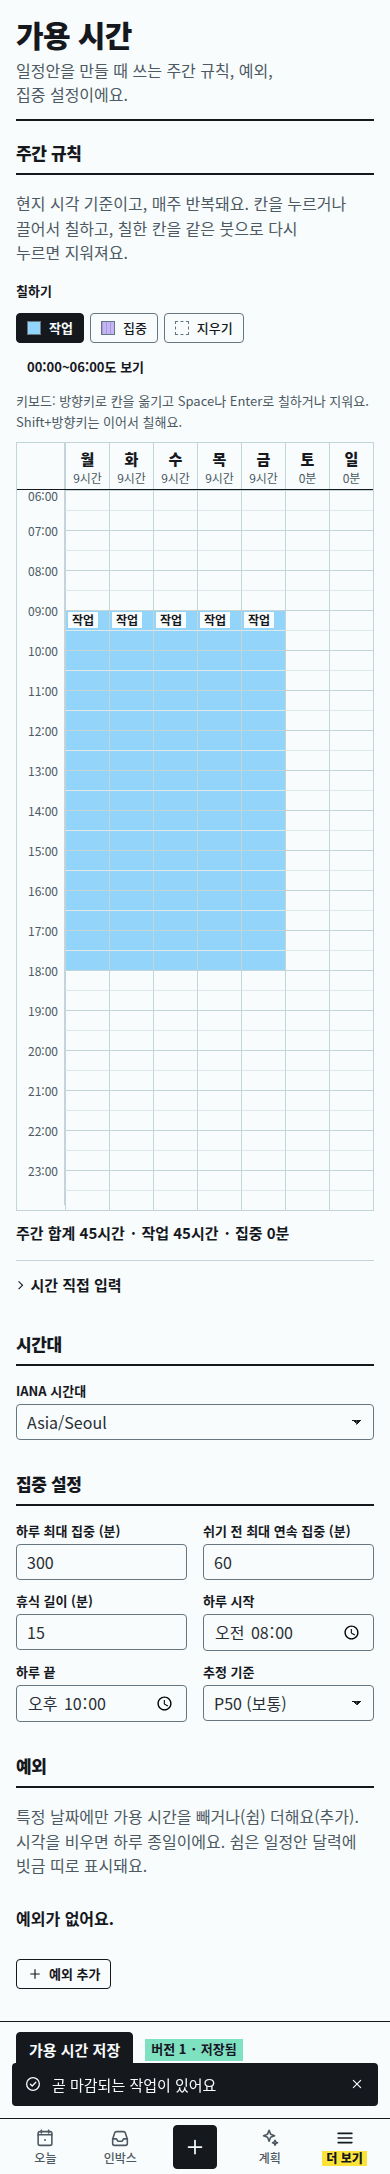 가용 시간
일정안을 만들 때 쓰는 주간 규칙, 예외,
집중 설정이에요.
주간 규칙
현지 시각 기준이고, 매주 반복돼요. 칸을 누르거나
끌어서 칠하고, 칠한 칸을 같은 붓으로 다시
누르면 지워져요.
칠하기
작업 집중 지우기
00:00~06:00도 보기
키보드: 방향키로 칸을 옮기고 Space나 Enter로 칠하거나 지워요.
Shift+방향키는 이어서 칠해요.
월 화 수 목 금 토 일
9시간 9시간 9시간 9시간 9시간 0분 0분
06:00
07:00
08:00
09:00 작업 작업 작업 작업 작업
10:00
11:00
12:00
13:00
14:00
15:00
16:00
17:00
18:00
19:00
20:00
21:00
22:00
23:00
주간 합계 45시간 · 작업 45시간 · 집중 0분
시간 직접 입력
시간대
IANA 시간대
Asia/Seoul
집중 설정
하루 최대 집중 (분) 쉬기 전 최대 연속 집중 (분)
300 60
휴식 길이 (분) 하루 시작
15 오전 08:00
하루 끝 추정 기준
오후 10:00 P50 (보통)
예외
특정 날짜에만 가용 시간을 빼거나(쉼) 더해요(추가).
시각을 비우면 하루 종일이에요. 쉼은 일정안 달력에
빗금 띠로 표시돼요.
예외가 없어요.
+ 예외 추가
가용 시간 저장 버전 1 · 저장됨
곧 마감되는 작업이 있어요
오늘 인박스 계획 더 보기